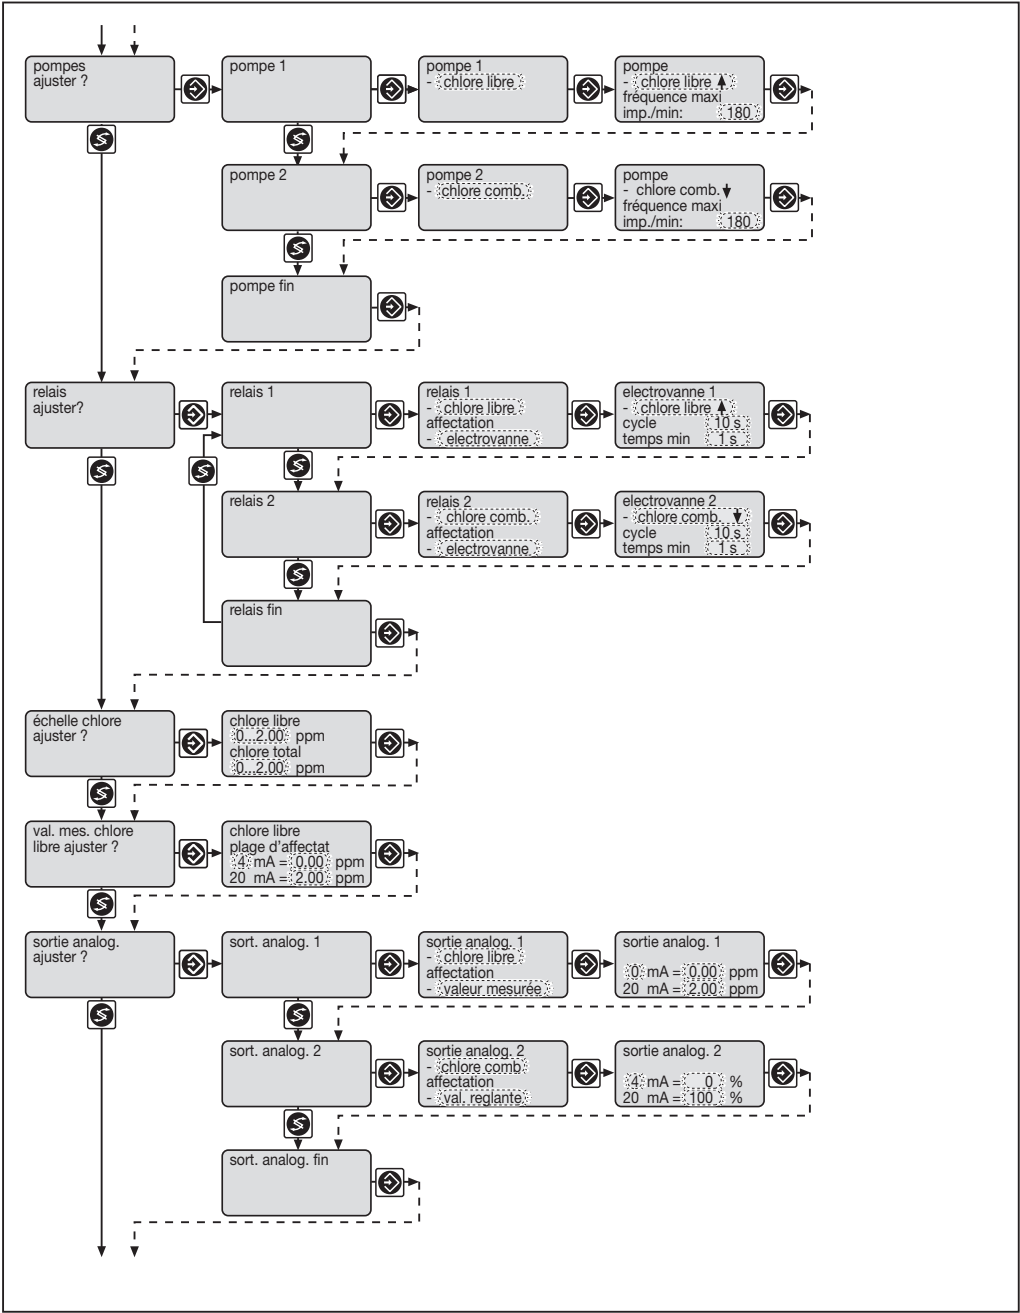 pompes
ajuster ?
pompe 1
pompe 1
- chlore libre
pompe
- chlore libre
fréquence maxi
imp./min: 180
pompe 2
pompe 2
- chlore comb.
pompe
- chlore comb.
fréquence maxi
imp./min: 180
pompe fin
relais
ajuster?
relais 1
relais 1
- chlore libre
affectation
- electrovanne
electrovanne 1
- chlore libre
cycle 10 s
temps min 1 s
relais 2
relais 2
- chlore comb.
affectation
- electrovanne
electrovanne 2
- chlore comb.
cycle 10 s
temps min 1 s
relais fin
échelle chlore
ajuster ?
chlore libre
0...2.00 ppm
chlore total
0...2.00 ppm
val. mes. chlore
libre ajuster ?
chlore libre
plage d'affectat
4 mA = 0.00 ppm
20 mA = 2.00 ppm
sortie analog.
ajuster ?
sort. analog. 1
sortie analog. 1
- chlore libre
affectation
- valeur mesurée
sortie analog. 1
0 mA = 0.00 ppm
20 mA = 2.00 ppm
sort. analog. 2
sortie analog. 2
- chlore comb
affectation
- val. reglante
sortie analog. 2
4 mA = 0 %
20 mA = 100 %
sort. analog. fin